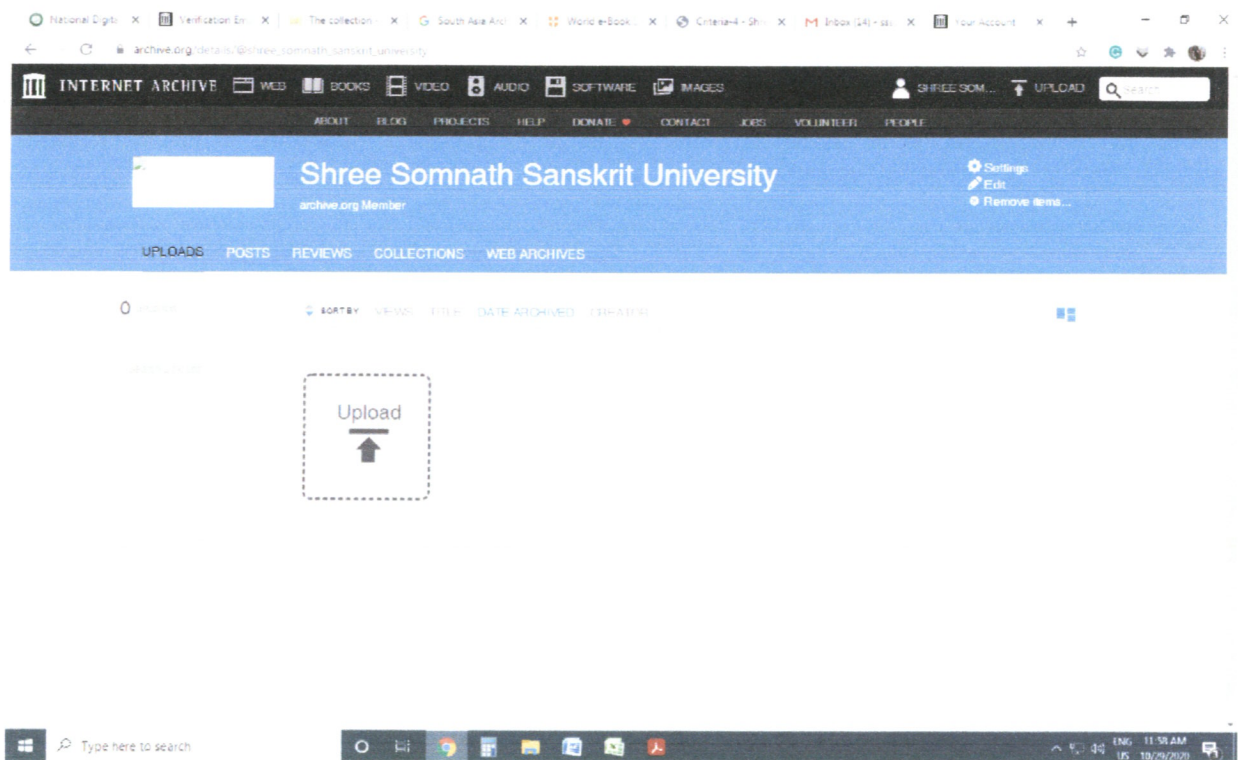 National Digit
Verification Err
The collection
South Asia Arch
World e-Book
Criteria-4 - Shr
Inbox (14) - sau
Your Account
archive.org/details/@shree_somnath_sanskrit_university
INTERNET ARCHIVE WEB BOOKS VIDEO AUDIO SOFTWARE IMAGES SHREE SOM... UPLOAD Search
ABOUT BLOG PROJECTS HELP DONATE CONTACT JOBS VOLUNTEER PEOPLE
Shree Somnath Sanskrit University
archive.org Member
Settings
Edit
Remove items...
UPLOADS POSTS REVIEWS COLLECTIONS WEB ARCHIVES
0
SORT BY VIEWS TITLE DATE ARCHIVED CREATOR
Upload
Type here to search
ENG 11:58 AM
US 10/29/2020